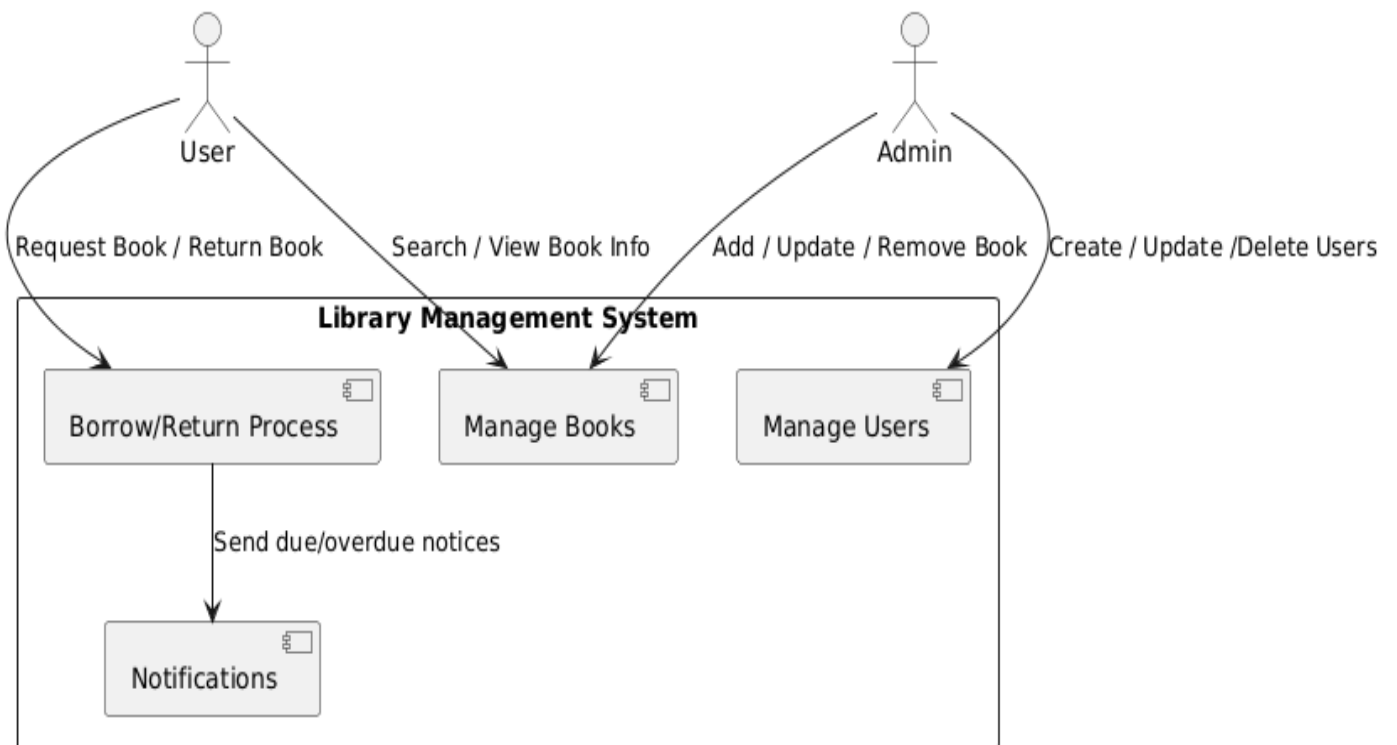 User
Admin
Request Book / Return Book
Search / View Book Info
Add / Update / Remove Book
Create / Update /Delete Users
Library Management System
Borrow/Return Process
Manage Books
Manage Users
Send due/overdue notices
Notifications